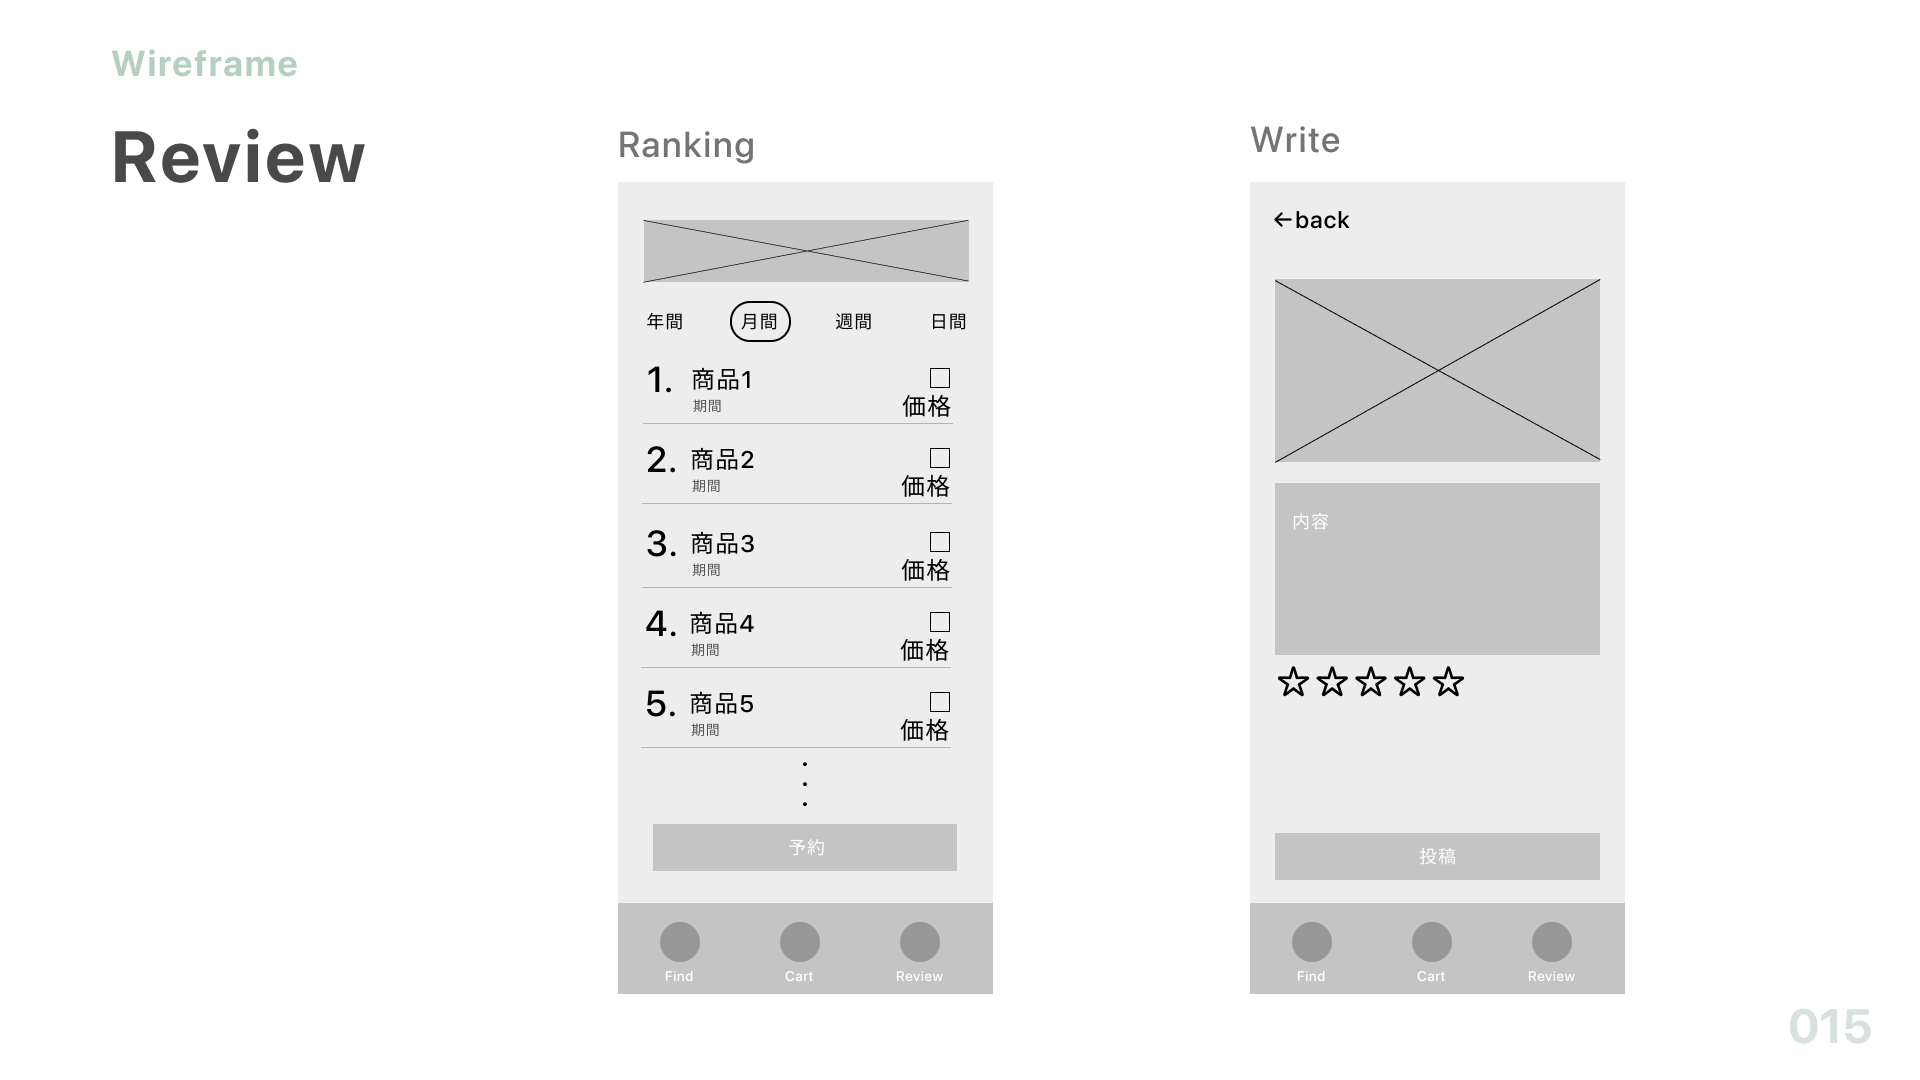 Wireframe
Review
Ranking
年間 月間 週間 日間
1. 商品1
期間
価格
2. 商品2
期間
価格
3. 商品3
期間
価格
4. 商品4
期間
価格
5. 商品5
期間
価格
予約
Find Cart Review
Write
←back
内容
投稿
Find Cart Review
015